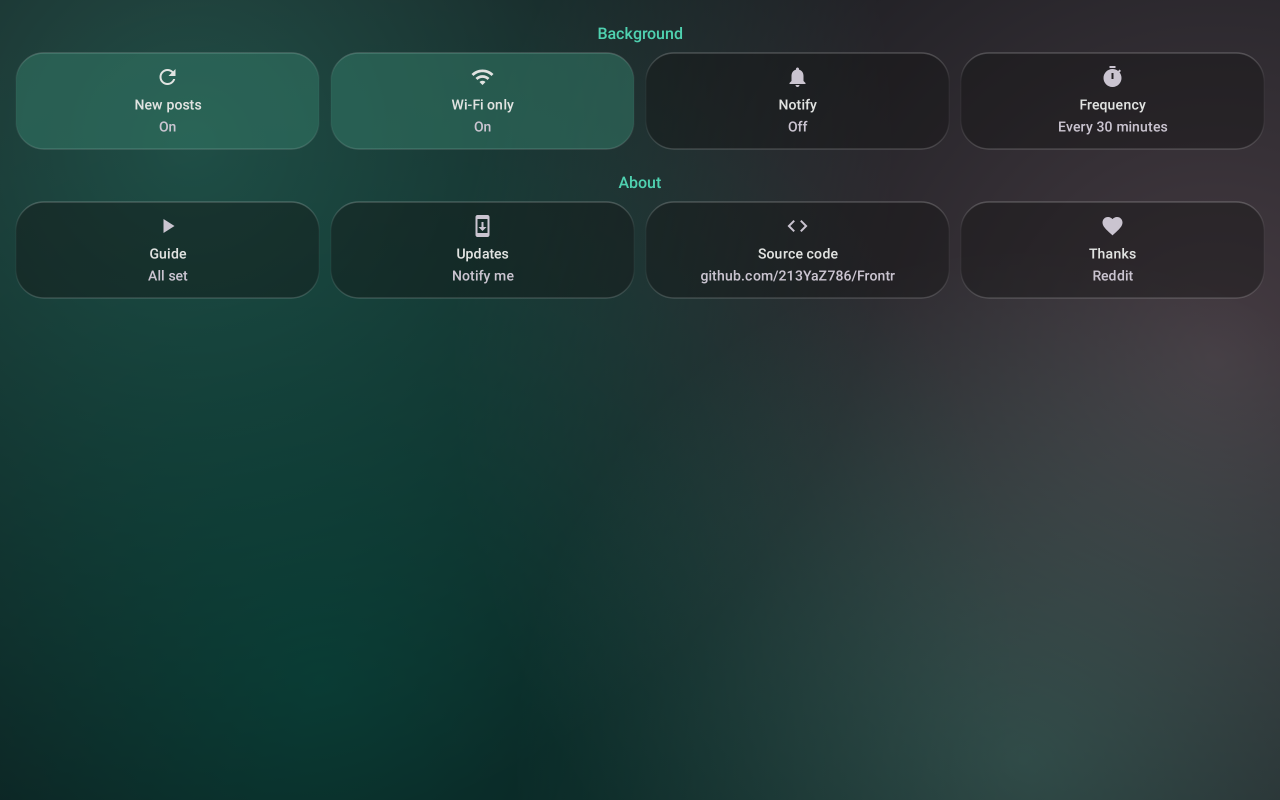 Background
New posts
On
Wi-Fi only
On
Notify
Off
Frequency
Every 30 minutes
About
Guide
All set
Updates
Notify me
Source code
github.com/213YaZ786/Frontr
Thanks
Reddit